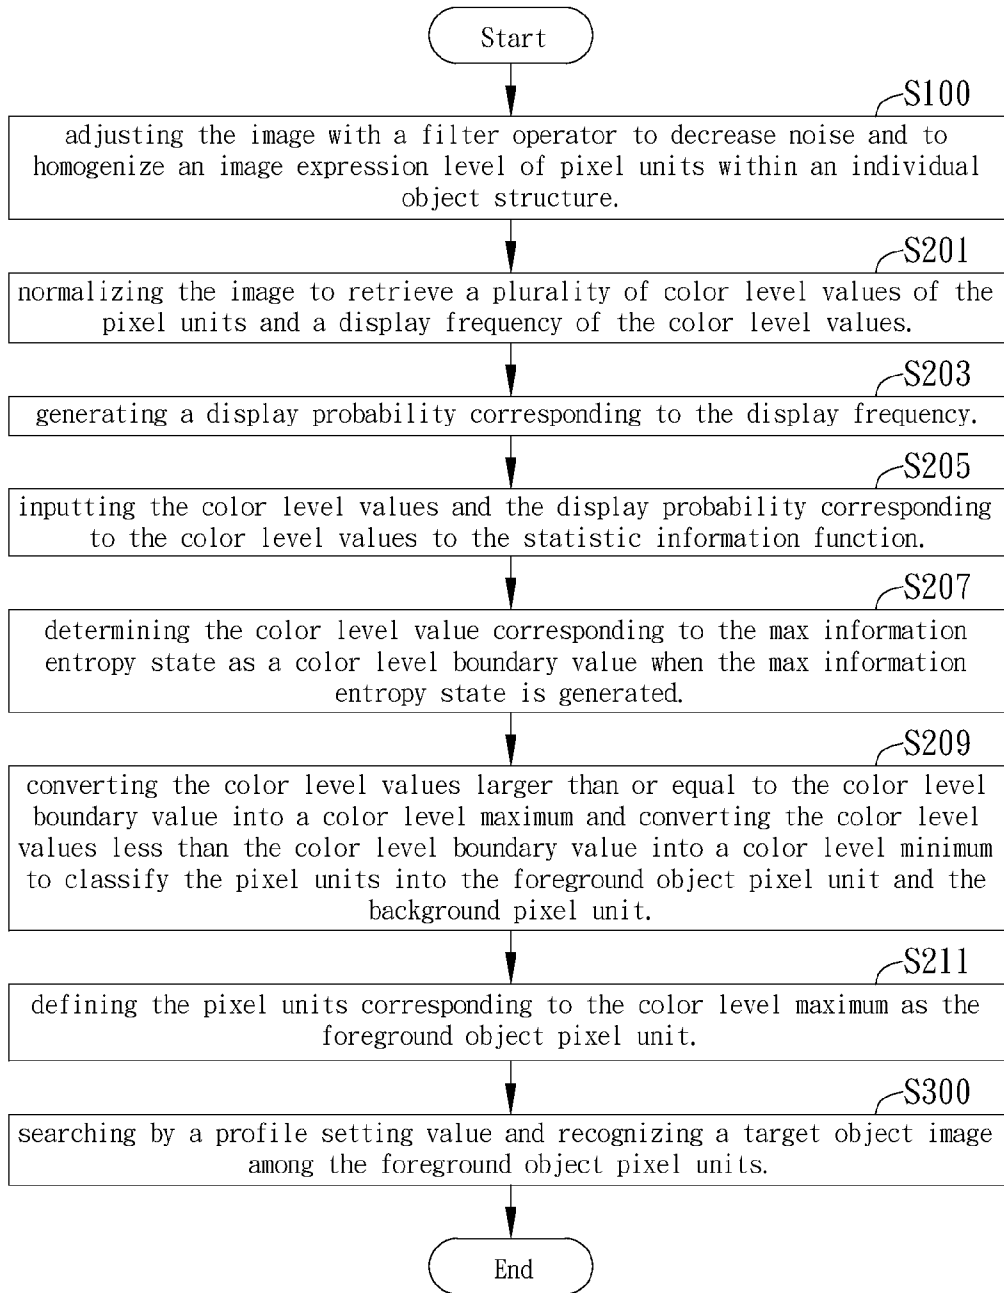 Start
S100
adjusting the image with a filter operator to decrease noise and to
homogenize an image expression level of pixel units within an individual
object structure.
S201
normalizing the image to retrieve a plurality of color level values of the
pixel units and a display frequency of the color level values.
S203
generating a display probability corresponding to the display frequency.
S205
inputting the color level values and the display probability corresponding
to the color level values to the statistic information function.
S207
determining the color level value corresponding to the max information
entropy state as a color level boundary value when the max information
entropy state is generated.
S209
converting the color level values larger than or equal to the color level
boundary value into a color level maximum and converting the color level
values less than the color level boundary value into a color level minimum
to classify the pixel units into the foreground object pixel unit and the
background pixel unit.
S211
defining the pixel units corresponding to the color level maximum as the
foreground object pixel unit.
S300
searching by a profile setting value and recognizing a target object image
among the foreground object pixel units.
End